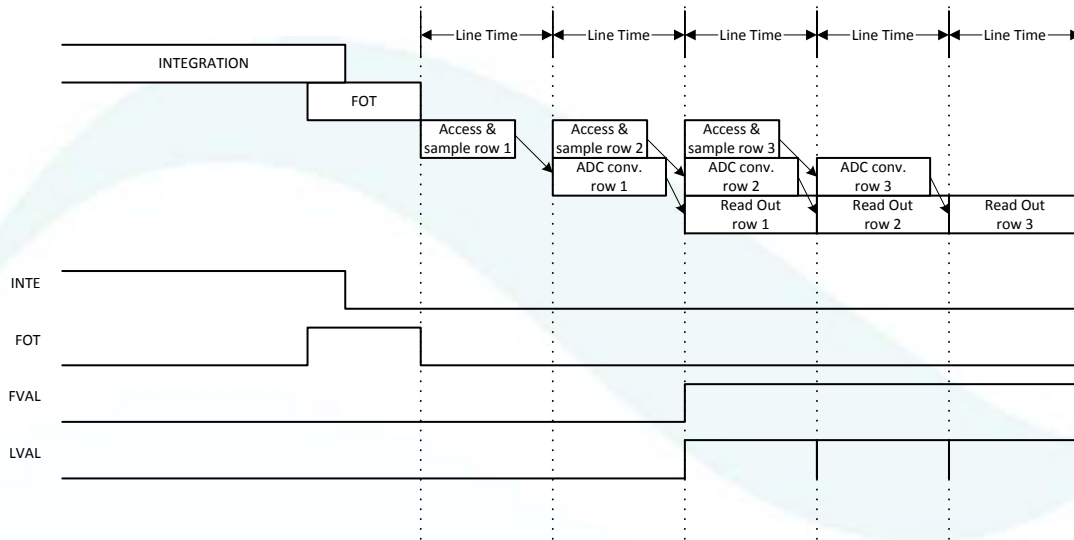 Line Time Line Time Line Time Line Time Line Time
INTEGRATION
FOT
Access &
sample row 1
Access &
sample row 2
Access &
sample row 3
ADC conv.
row 1
ADC conv.
row 2
ADC conv.
row 3
Read Out
row 1
Read Out
row 2
Read Out
row 3
INTE
FOT
FVAL
LVAL